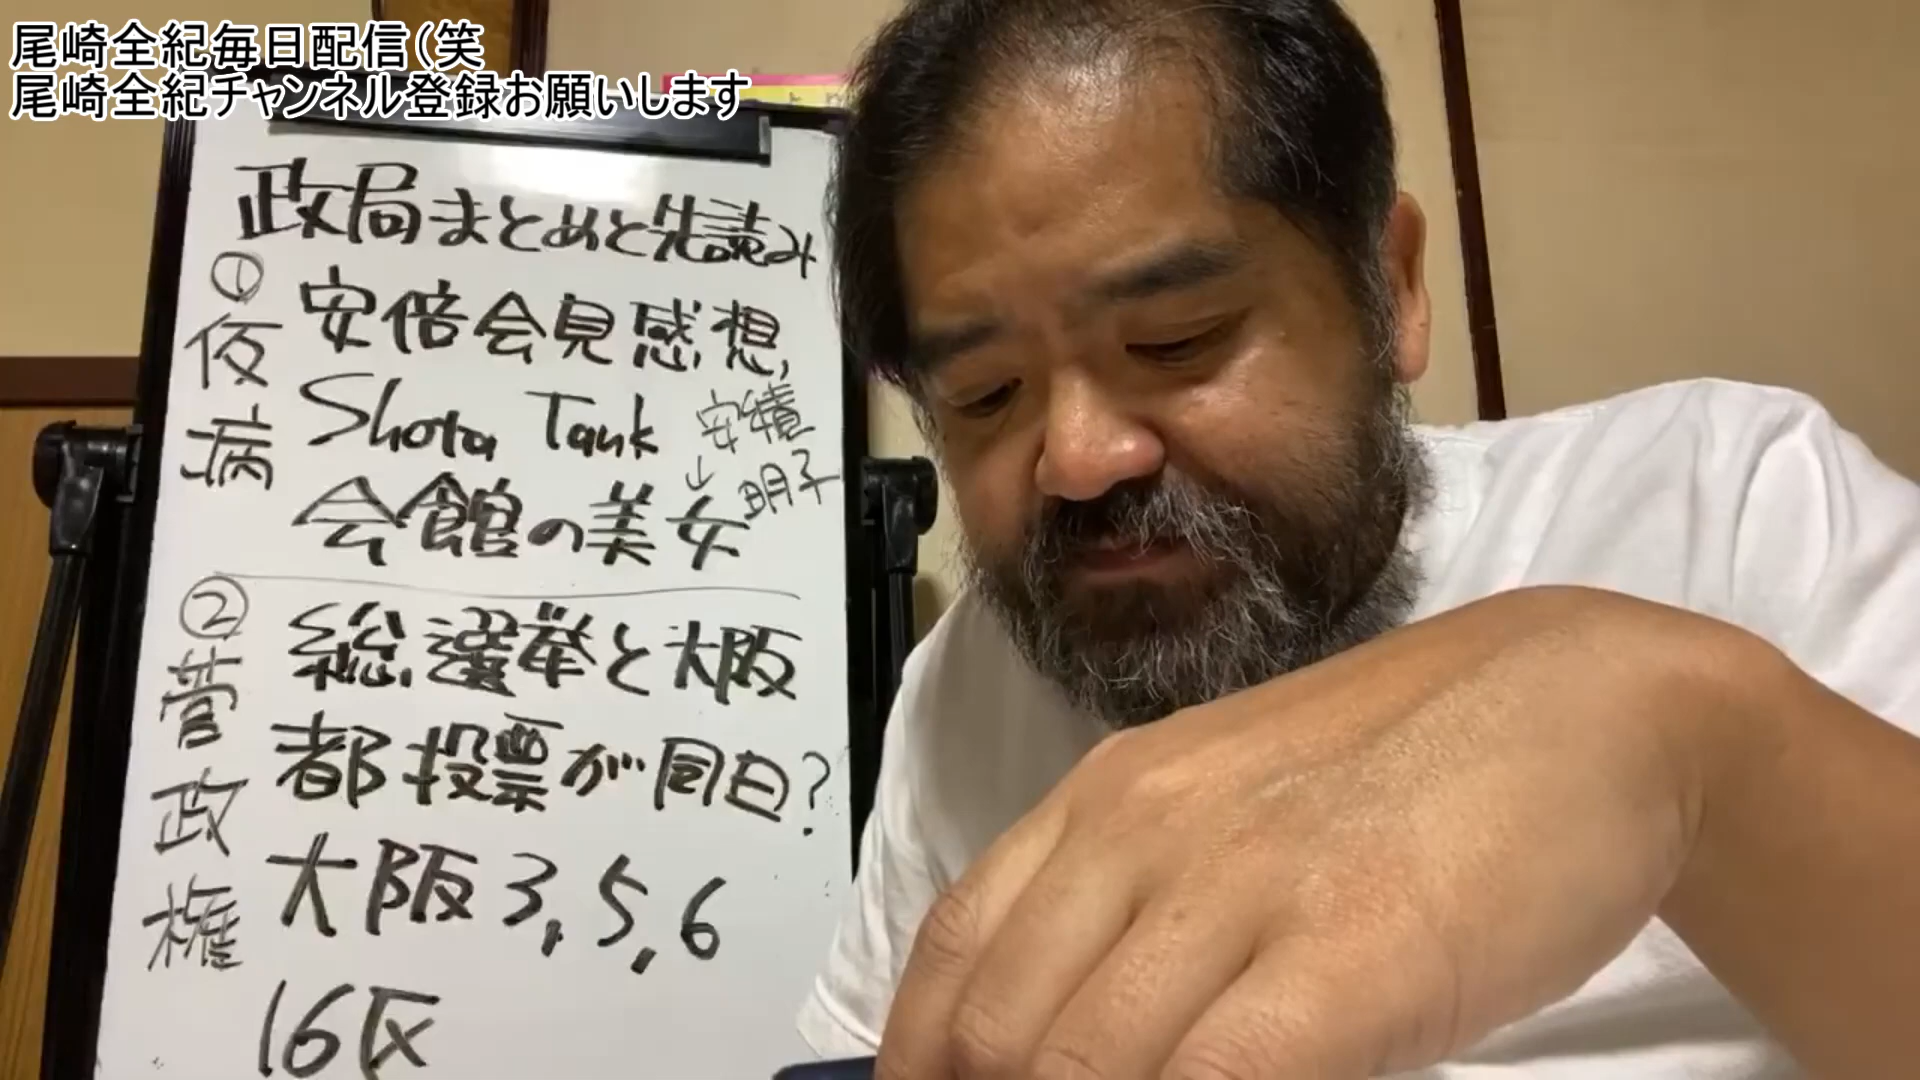 尾崎全紀毎日配信(笑
尾崎全紀チャンネル登録お願いします
政局まとめと先読み
①仮病
安倍会見感想,
Shota Tank
安積
↓明子
会館の美女
②菅政権
総選挙と大阪
都投票が同日?
大阪3,5,6
16区